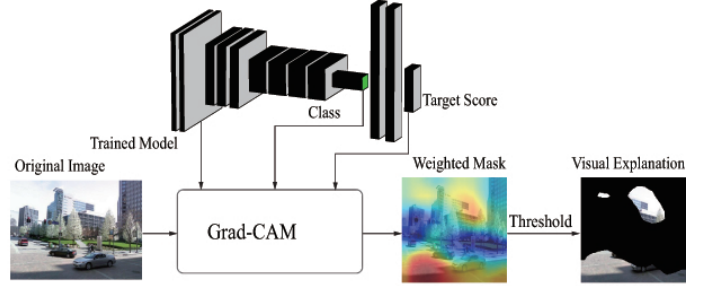 Class
Target Score
Trained Model
Original Image
Weighted Mask
Visual Explanation
Grad-CAM
Threshold